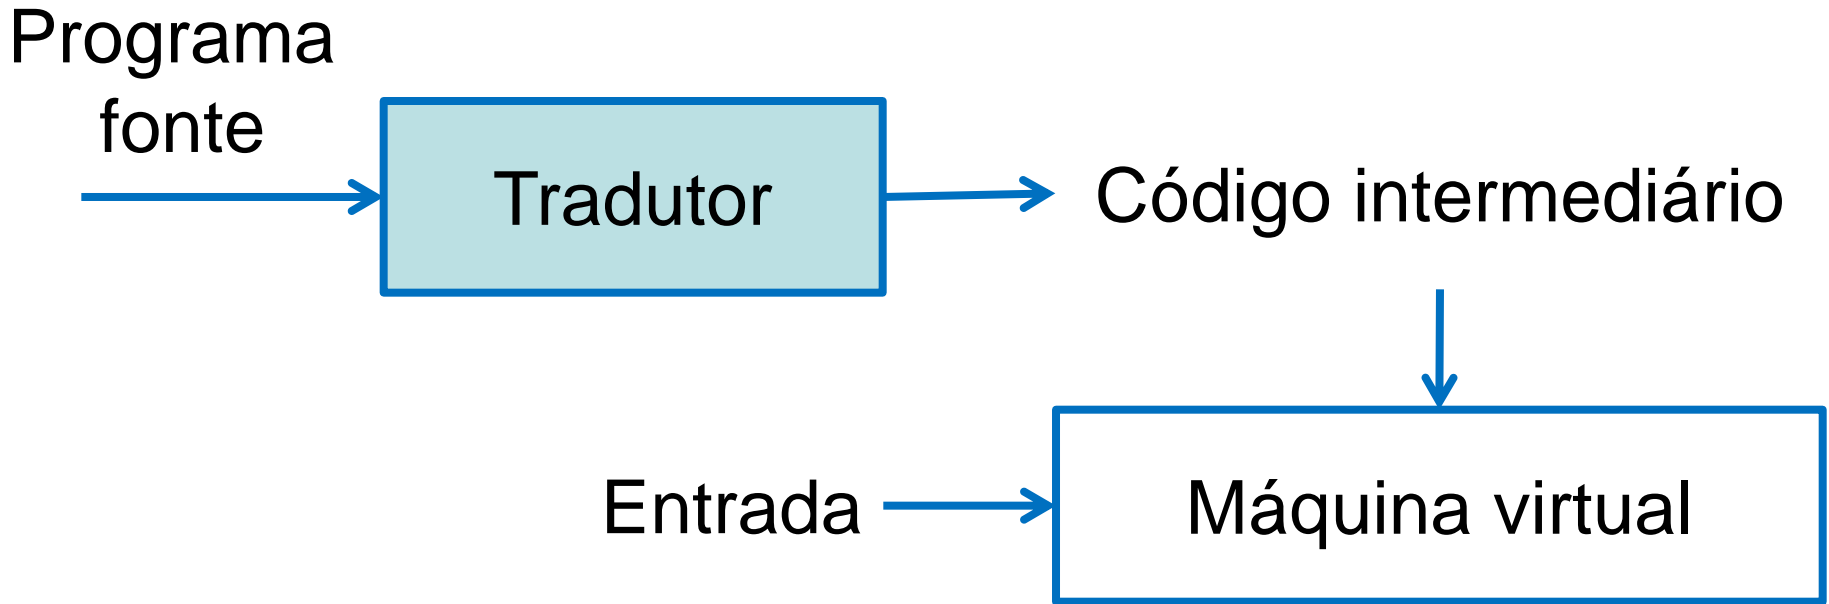 Programa
fonte
Tradutor
Código intermediário
Entrada
Máquina virtual